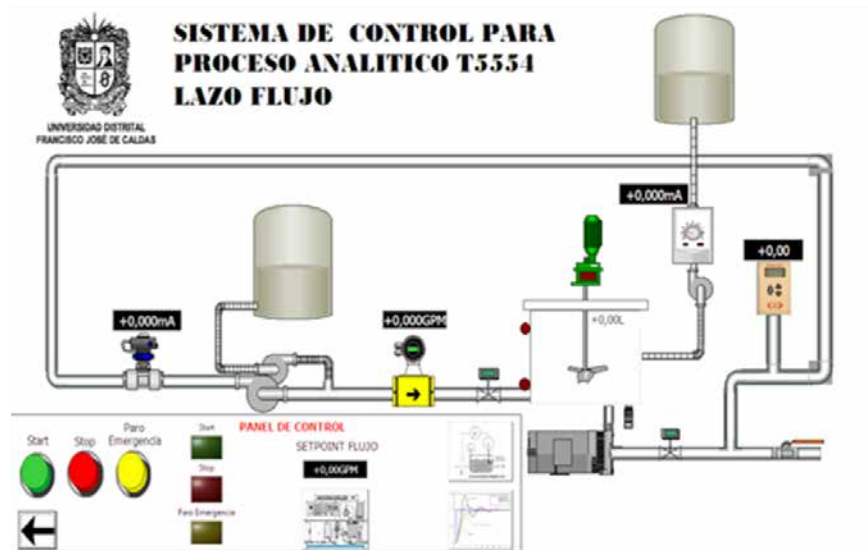 SISTEMA DE CONTROL PARA
PROCESO ANALITICO T5554
LAZO FLUJO
UNIVERSIDAD DISTRITAL
FRANCISCO JOSÉ DE CALDAS
+0,000mA
+0,00
+0,000mA
+0,000GPM
+0,00L
PANEL DE CONTROL
Start
Stop
Paro
Emergencia
Start
Stop
Paro Emergencia
SETPOINT FLUJO
+0,00GPM